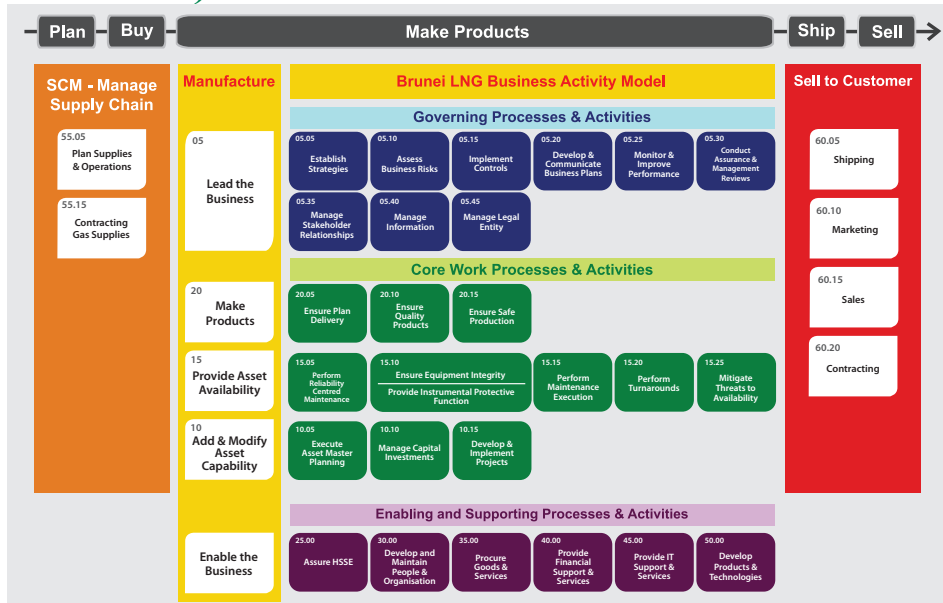 Plan
Buy
Make Products
Ship
Sell
SCM - Manage
Supply Chain
55.05
Plan Supplies
& Operations
55.15
Contracting
Gas Supplies
Manufacture
Brunei LNG Business Activity Model
Governing Processes & Activities
05
Lead the
Business
05.05
Establish
Strategies
05.10
Assess
Business Risks
05.15
Implement
Controls
05.20
Develop &
Communicate
Business Plans
05.25
Monitor &
Improve
Performance
05.30
Conduct
Assurance &
Management
Reviews
05.35
Manage
Stakeholder
Relationships
05.40
Manage
Information
05.45
Manage Legal
Entity
Core Work Processes & Activities
20
Make
Products
20.05
Ensure Plan
Delivery
20.10
Ensure
Quality
Products
20.15
Ensure Safe
Production
15
Provide Asset
Availability
15.05
Perform
Reliability
Centred
Maintenance
15.10
Ensure Equipment Integrity
Provide Instrumental Protective
Function
15.15
Perform
Maintenance
Execution
15.20
Perform
Turnarounds
15.25
Mitigate
Threats to
Availability
10
Add & Modify
Asset
Capability
10.05
Execute
Asset Master
Planning
10.10
Manage Capital
Investments
10.15
Develop &
Implement
Projects
Enabling and Supporting Processes & Activities
Enable the
Business
25.00
Assure HSSE
30.00
Develop and
Maintain
People &
Organisation
35.00
Procure
Goods &
Services
40.00
Provide
Financial
Support &
Services
45.00
Provide IT
Support &
Services
50.00
Develop
Products &
Technologies
Sell to Customer
60.05
Shipping
60.10
Marketing
60.15
Sales
60.20
Contracting